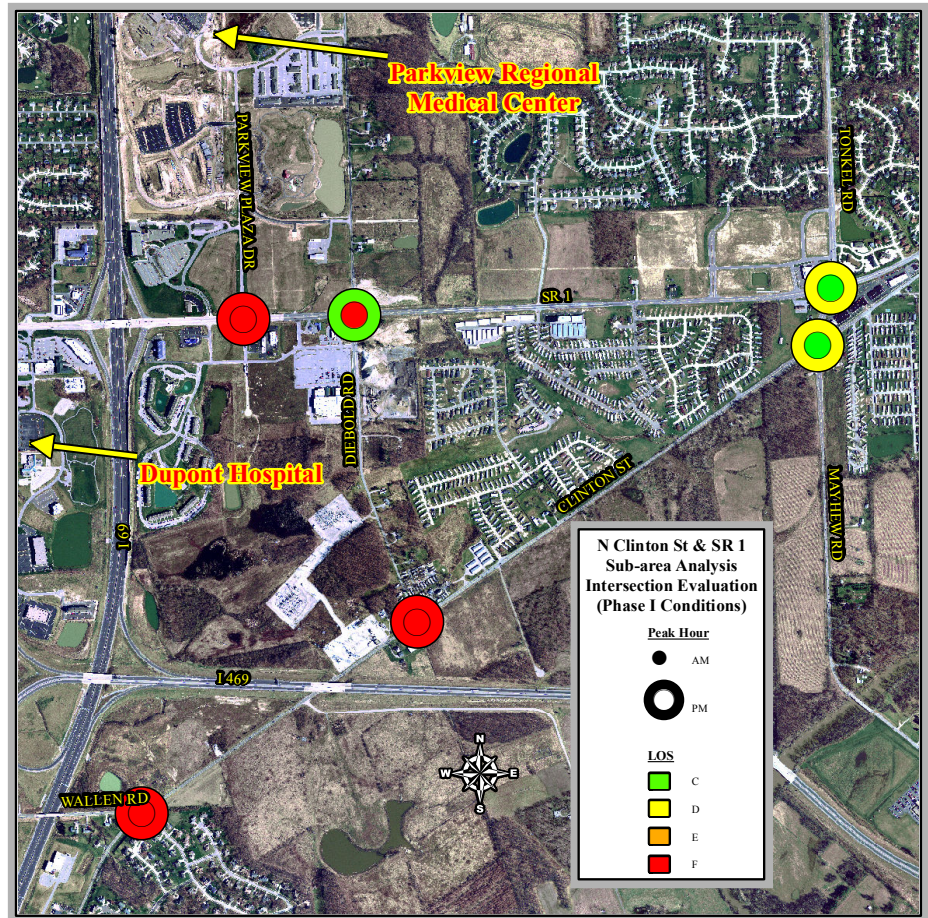 Parkview Regional
Medical Center
PARKVIEW PLAZA DR
TONKEL RD
SR 1
DIEBOLD RD
Dupont Hospital
CLINTON ST
MAYHEW RD
I 69
I 469
WALLEN RD
N
W E
S
N Clinton St & SR 1
Sub-area Analysis
Intersection Evaluation
(Phase I Conditions)
Peak Hour
AM
PM
LOS
C
D
E
F